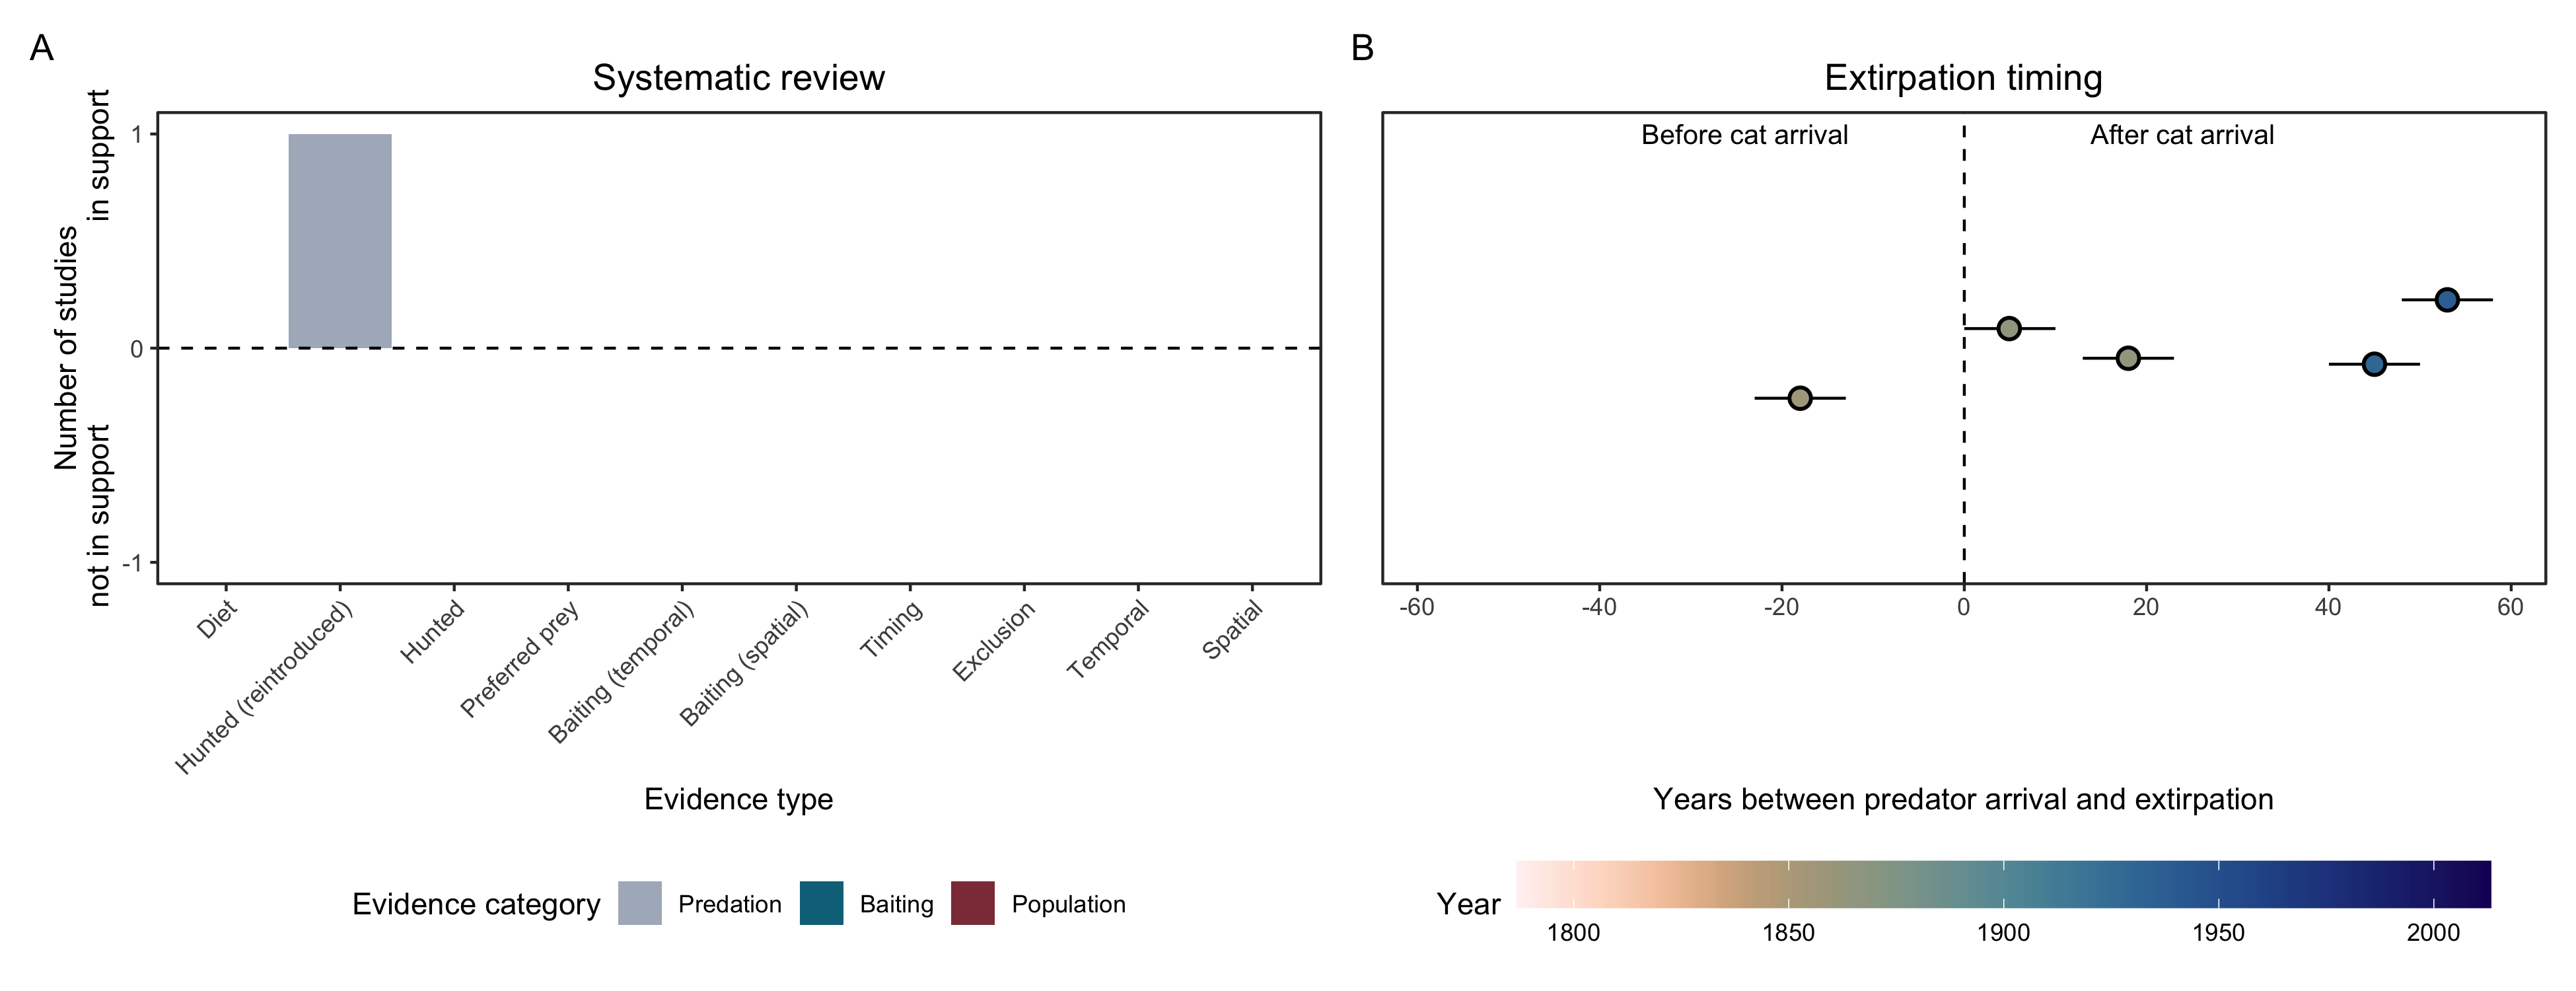 A
Systematic review
Number of studies
not in support
in support
1
0
-1
Diet
Hunted (reintroduced)
Hunted
Preferred prey
Baiting (temporal)
Baiting (spatial)
Timing
Exclusion
Temporal
Spatial
Evidence type
Evidence category
Predation
Baiting
Population
B
Extirpation timing
Before cat arrival
After cat arrival
-60
-40
-20
0
20
40
60
Years between predator arrival and extirpation
Year
1800
1850
1900
1950
2000